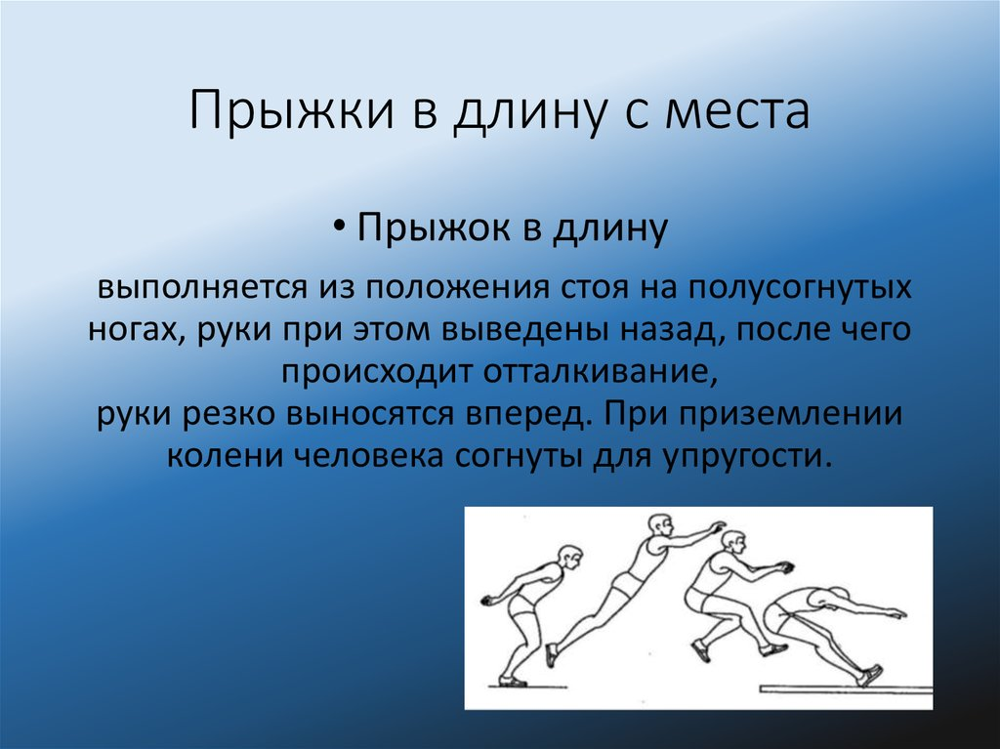 Прыжки в длину с места
• Прыжок в длину
выполняется из положения стоя на полусогнутых
ногах, руки при этом выведены назад, после чего
происходит отталкивание,
руки резко выносятся вперед. При приземлении
колени человека согнуты для упругости.